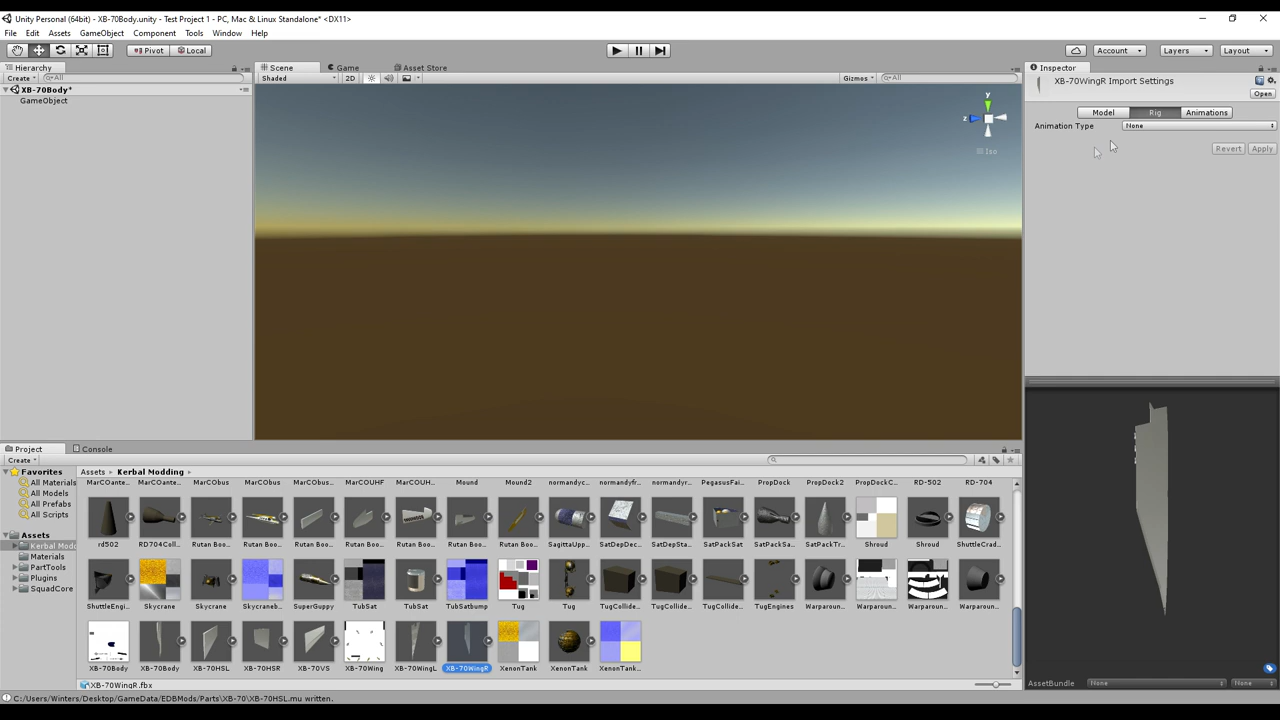 Unity Personal (64bit) - XB-70Body.unity - Test Project 1 - PC, Mac & Linux Standalone* <DX11>
File Edit Assets GameObject Component Tools Window Help
Pivot Local Account Layers Layout
Hierarchy Scene Game Asset Store Inspector
Create All Shaded 2D Gizmos All
XB-70WingR Import Settings
Open
XB-70Body*
GameObject
y
z
Iso
Model Rig Animations
Animation Type None
Revert Apply
Project Console
Create
Favorites
All Materials
All Models
All Prefabs
All Scripts
Assets
Kerbal Modd
Materials
PartTools
Plugins
SquadCore
Assets Kerbal Modding
MarCOante... MarCOante... MarCObus MarCObus MarCObus... MarCOUHF MarCOUH... Mound Mound2 normandyc... normandyfr... normandyr... PegasusFai... PropDock PropDock2 PropDockC... RD-502 RD-704
rd502 RD704Coll... Rutan Boo... Rutan Boo... Rutan Boo... Rutan Boo... Rutan Boo... Rutan Boo... Rutan Boo... SagittaUpp... SatDepDec... SatDepSta... SatPackSat SatPackSa... SatPackTr... Shroud Shroud ShuttleCrad...
ShuttleEngi... Skycrane Skycrane Skycraneb... SuperGuppy TubSat TubSat TubSatbump Tug Tug TugCollide... TugCollide... TugCollide... TugEngines Warparoun... Warparoun... Warparoun... Warparoun...
XB-70Body XB-70Body XB-70HSL XB-70HSR XB-70VS XB-70Wing XB-70WingL XB-70WingR XenonTank XenonTank XenonTank...
XB-70WingR.fbx
AssetBundle None None
C:/Users/Winters/Desktop/GameData/EDBMods/Parts\XB-70\XB-70HSL.mu written.